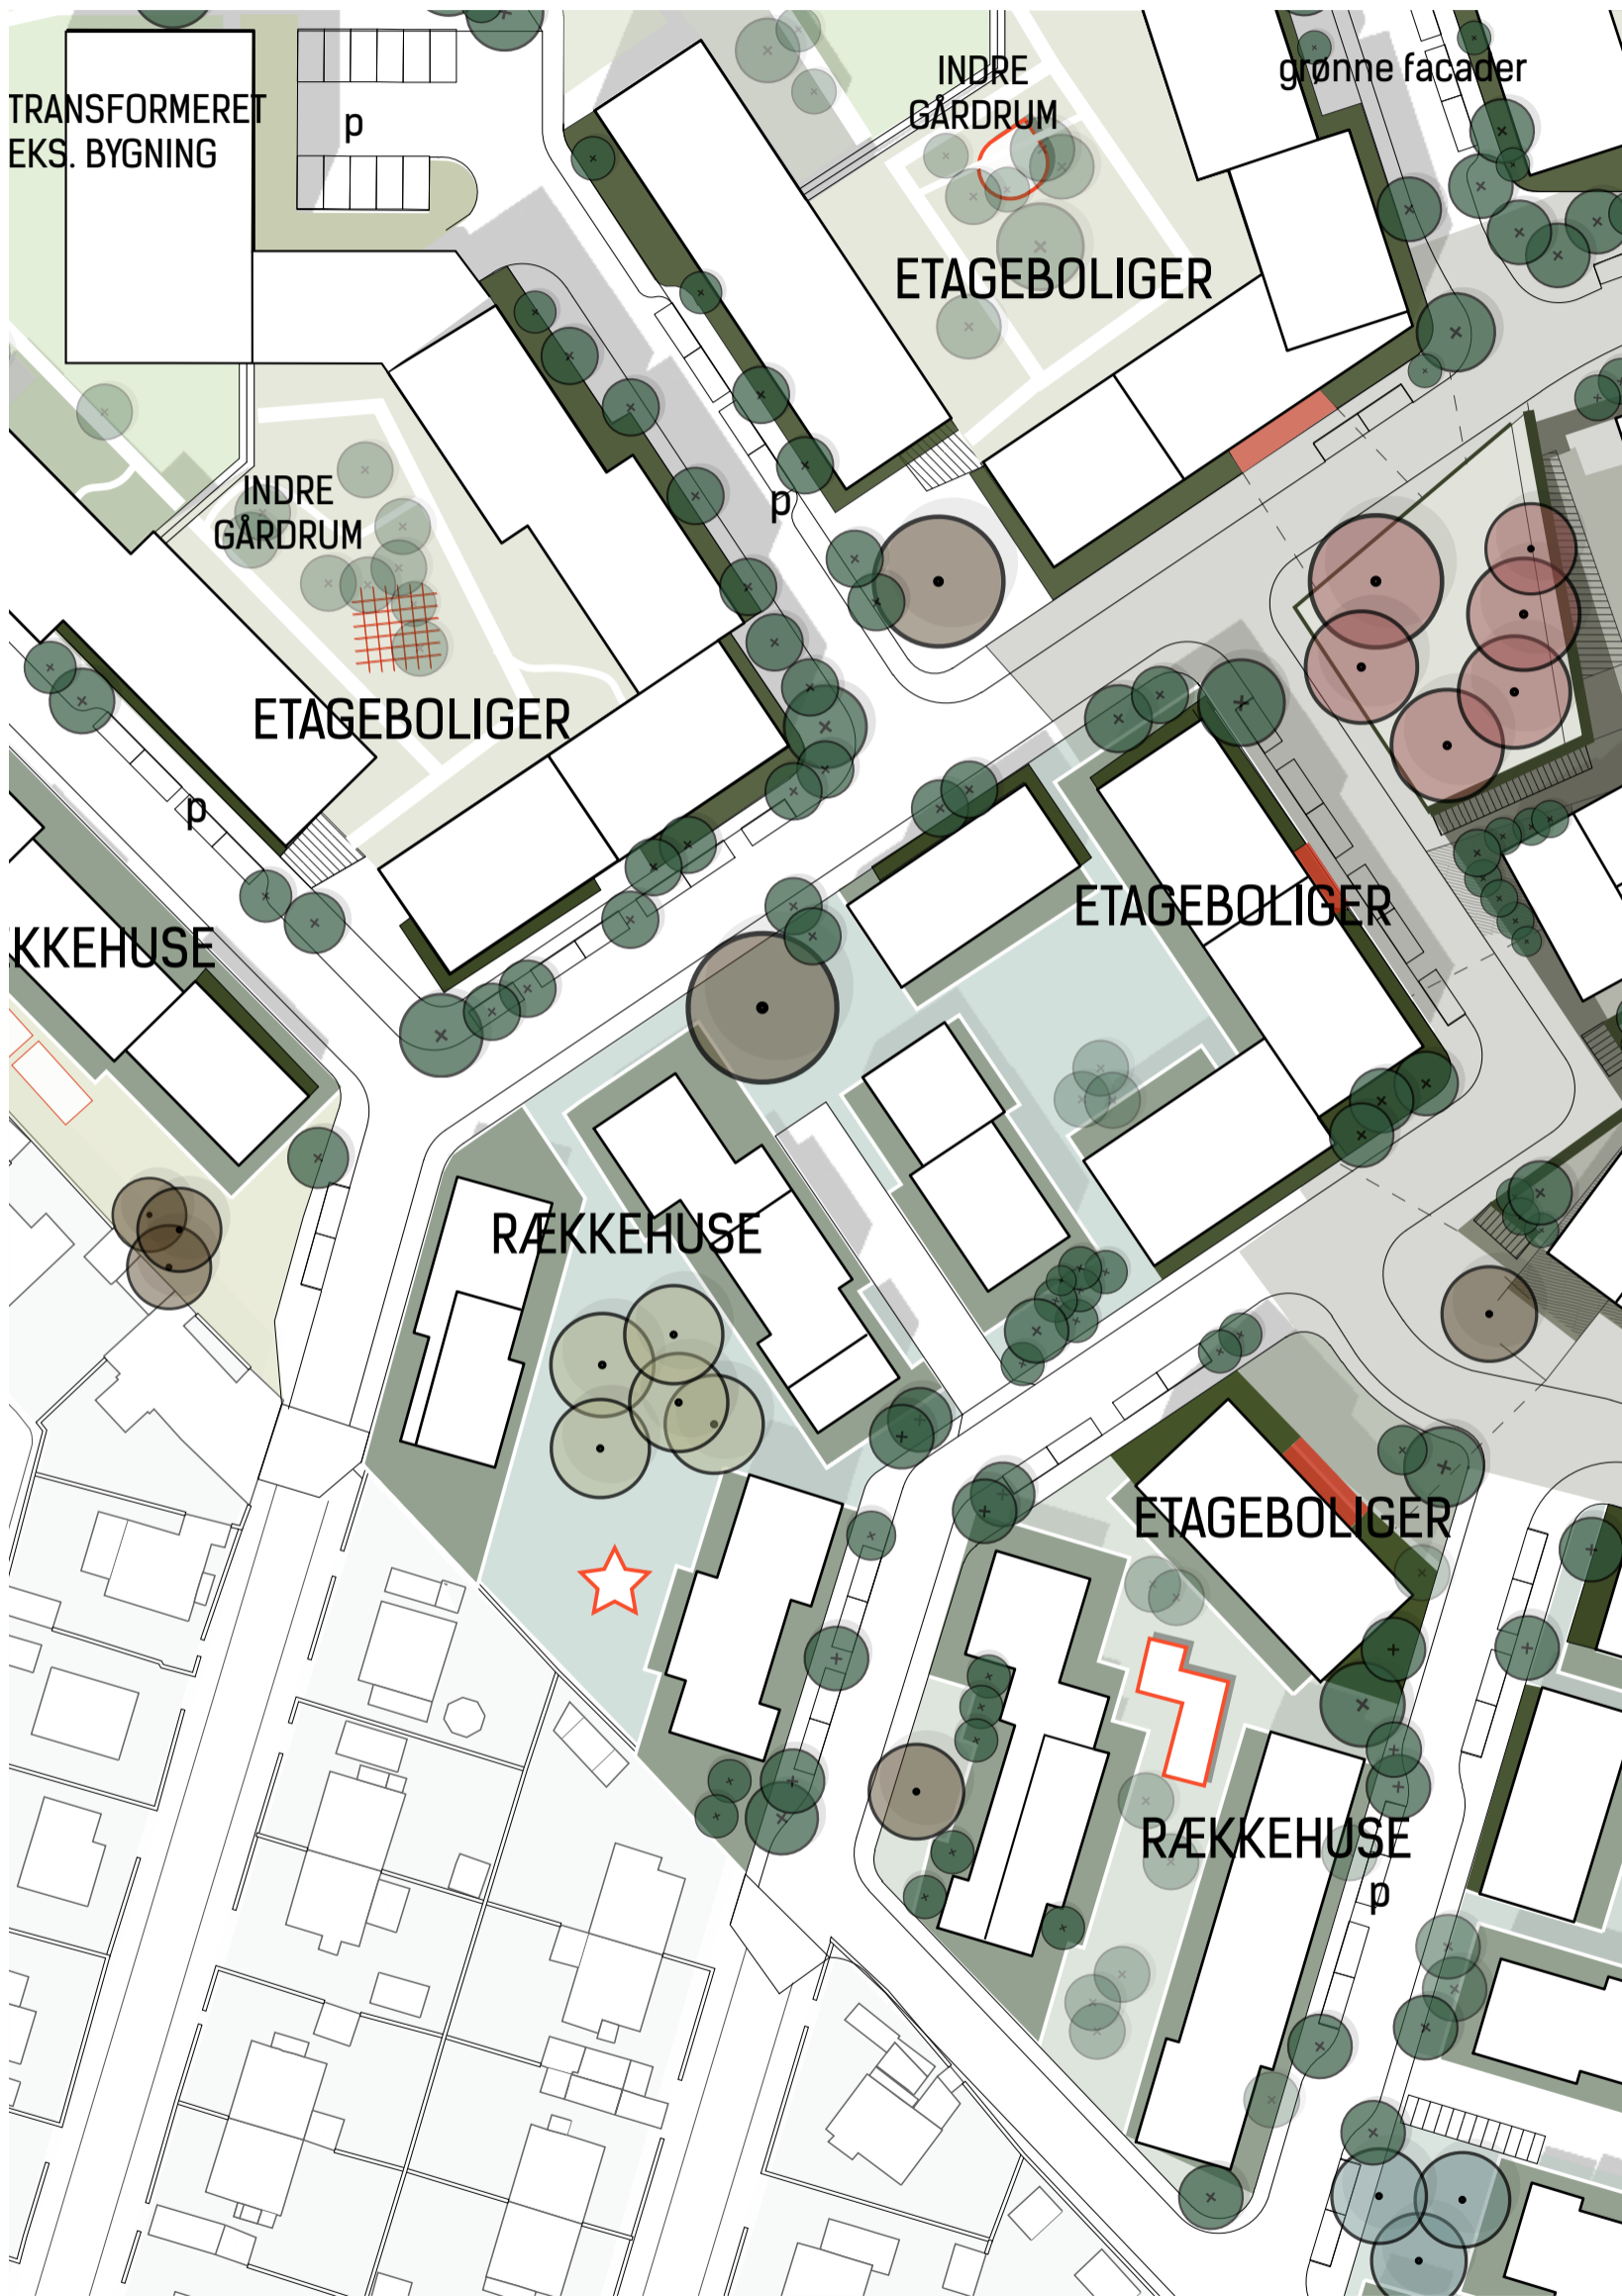 INDRE
GÅRDRUM
grønne facader
TRANSFORMERET
EKS. BYGNING
p
ETAGEBOLIGER
INDRE
GÅRDRUM
p
ETAGEBOLIGER
p
ETAGEBOLIGER
KKEHUSE
RÆKKEHUSE
ETAGEBOLIGER
RÆKKEHUSE
p